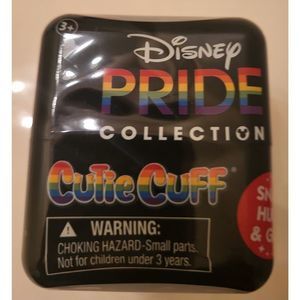 3+
Disney
PRIDE
COLLECTION
Cutie Cuff®
WARNING:
CHOKING HAZARD-Small parts.
Not for children under 3 years.
&